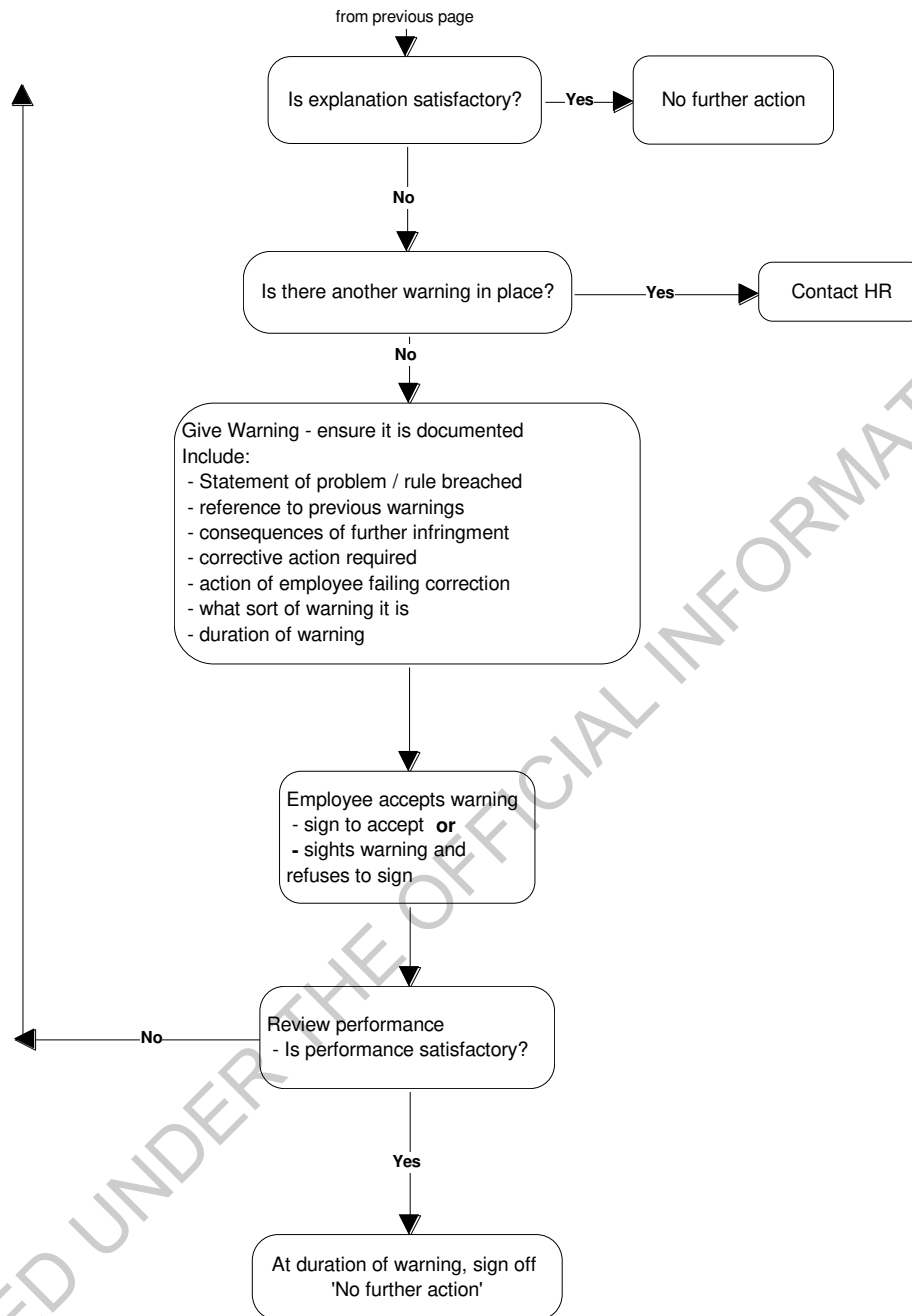 from previous page
Is explanation satisfactory?
Yes
No further action
No
Is there another warning in place?
Yes
Contact HR
No
Give Warning - ensure it is documented
Include:
- Statement of problem / rule breached
- reference to previous warnings
- consequences of further infringment
- corrective action required
- action of employee failing correction
- what sort of warning it is
- duration of warning
Employee accepts warning
- sign to accept or
- sights warning and
refuses to sign
Review performance
- Is performance satisfactory?
No
Yes
At duration of warning, sign off
'No further action'
UNDER THE OFFICIAL